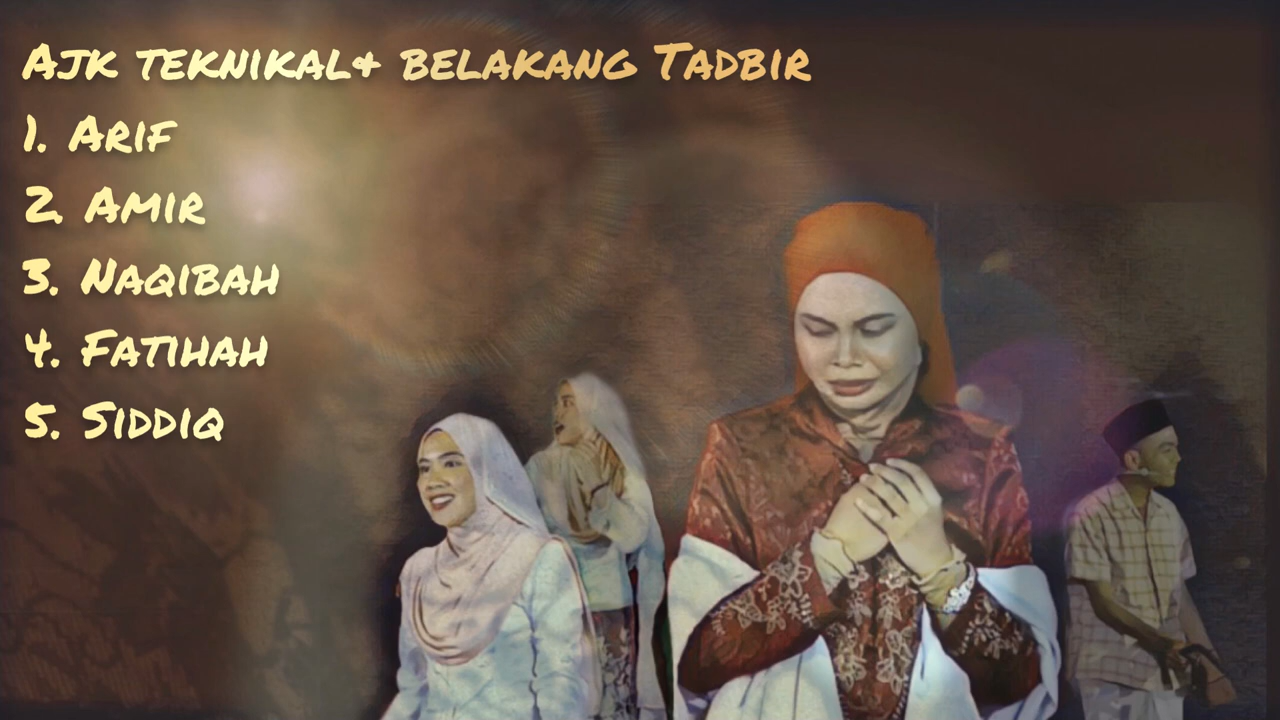 Ajk teknikal& belakang Tadbir
1. Arif
2. Amir
3. Naqibah
4. Fatihah
5. Siddiq